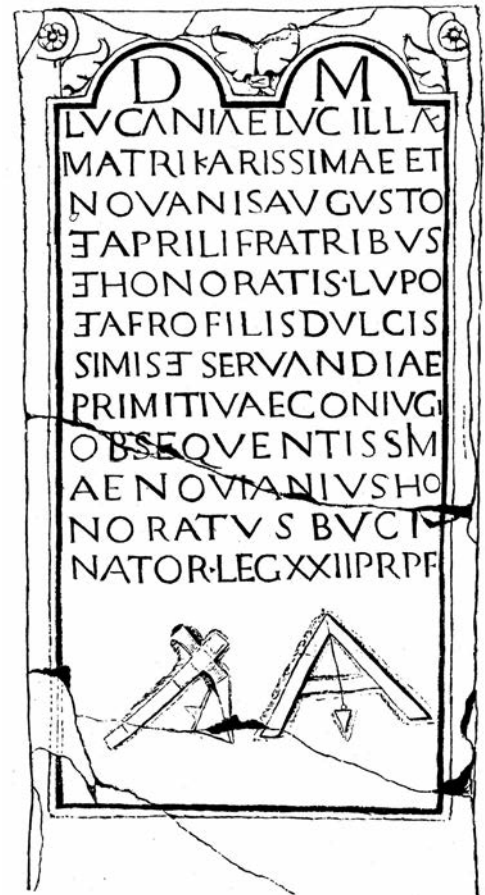 D M
LVCANIAE LVCILLAE
MATRI KARISSIMAE ET
NOVANIS AVGVSTO
ET APRILI FRATRIBVS
ET HONORATIS·LVPO
ET AFRO FILIS DVLCIS
SIMIS ET SERVANDIAE
PRIMITIVAE CONIVGI
OBSEQVENTISSIM
AE NOVIANIVS HO
NORATVS BVCI
NATOR·LEG XXII PR P F